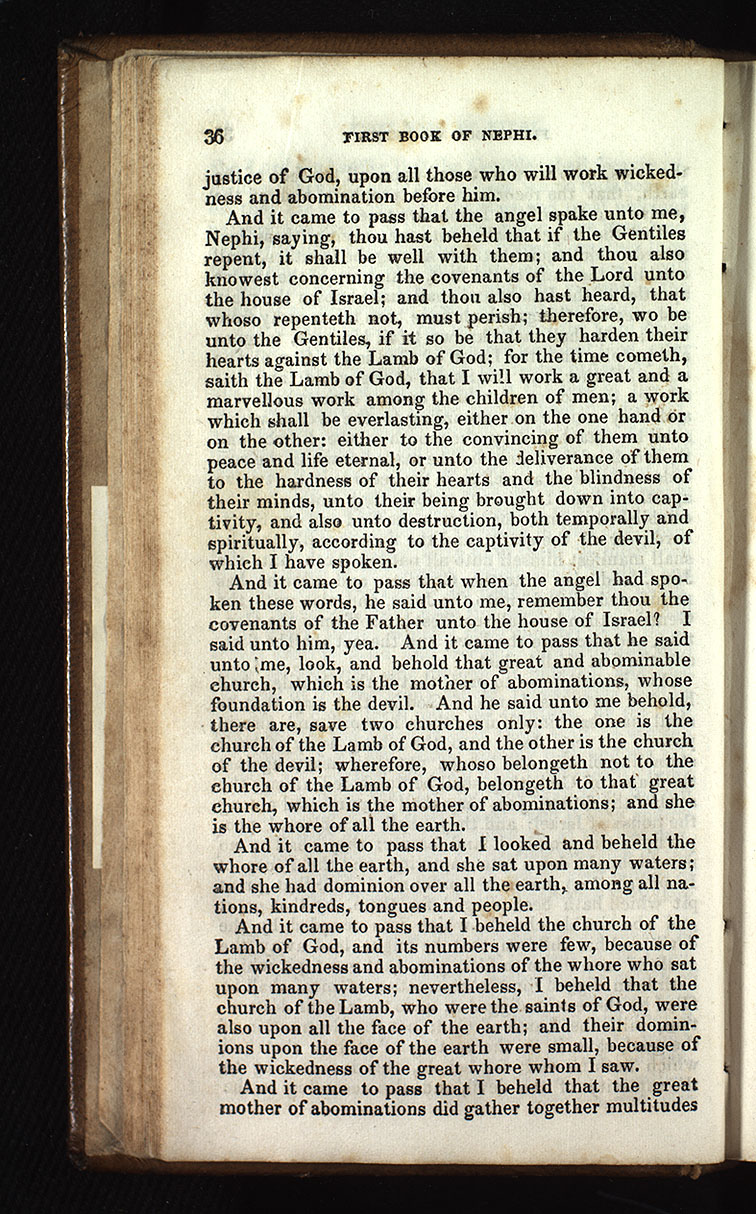 36 FIRST BOOK OF NEPHI.
justice of God, upon all those who will work wicked-
ness and abomination before him.
And it came to pass that the angel spake unto me,
Nephi, saying, thou hast beheld that if the Gentiles
repent, it shall be well with them; and thou also
knowest concerning the covenants of the Lord unto
the house of Israel; and thou also hast heard, that
whoso repenteth not, must perish; therefore, wo be
unto the Gentiles, if it so be that they harden their
hearts against the Lamb of God; for the time cometh,
saith the Lamb of God, that I will work a great and a
marvellous work among the children of men; a work
which shall be everlasting, either on the one hand or
on the other: either to the convincing of them unto
peace and life eternal, or unto the deliverance of them
to the hardness of their hearts and the blindness of
their minds, unto their being brought down into cap-
tivity, and also unto destruction, both temporally and
spiritually, according to the captivity of the devil, of
which I have spoken.
And it came to pass that when the angel had spo-
ken these words, he said unto me, remember thou the
covenants of the Father unto the house of Israel? I
said unto him, yea. And it came to pass that he said
unto me, look, and behold that great and abominable
church, which is the mother of abominations, whose
foundation is the devil. And he said unto me behold,
there are, save two churches only: the one is the
church of the Lamb of God, and the other is the church
of the devil; wherefore, whoso belongeth not to the
church of the Lamb of God, belongeth to that great
church, which is the mother of abominations; and she
is the whore of all the earth.
And it came to pass that I looked and beheld the
whore of all the earth, and she sat upon many waters;
and she had dominion over all the earth, among all na-
tions, kindreds, tongues and people.
And it came to pass that I beheld the church of the
Lamb of God, and its numbers were few, because of
the wickedness and abominations of the whore who sat
upon many waters; nevertheless, I beheld that the
church of the Lamb, who were the saints of God, were
also upon all the face of the earth; and their domin-
ions upon the face of the earth were small, because of
the wickedness of the great whore whom I saw.
And it came to pass that I beheld that the great
mother of abominations did gather together multitudes